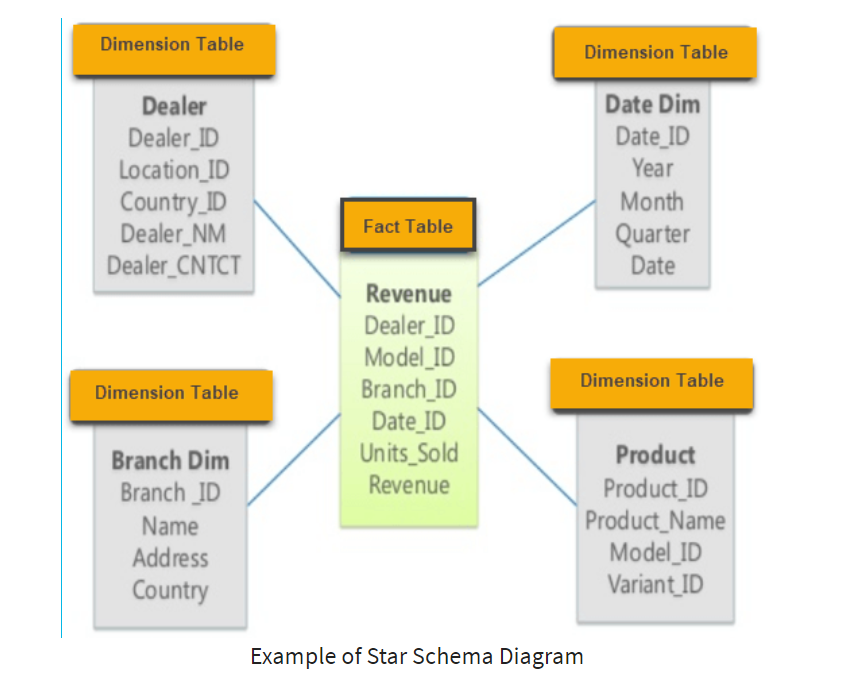 Dimension Table
Dealer
Dealer_ID
Location_ID
Country_ID
Dealer_NM
Dealer_CNTCT
Dimension Table
Date Dim
Date_ID
Year
Month
Quarter
Date
Fact Table
Revenue
Dealer_ID
Model_ID
Branch_ID
Date_ID
Units_Sold
Revenue
Dimension Table
Branch Dim
Branch _ID
Name
Address
Country
Dimension Table
Product
Product_ID
Product_Name
Model_ID
Variant_ID
Example of Star Schema Diagram